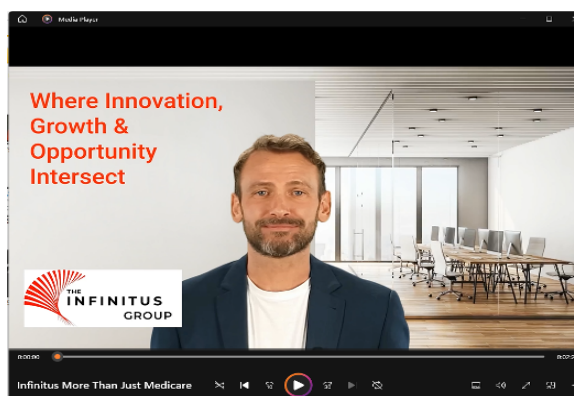 Media Player
Where Innovation,
Growth &
Opportunity
Intersect
THE
INFINITUS
GROUP
0:00:00
Infinitus More Than Just Medicare